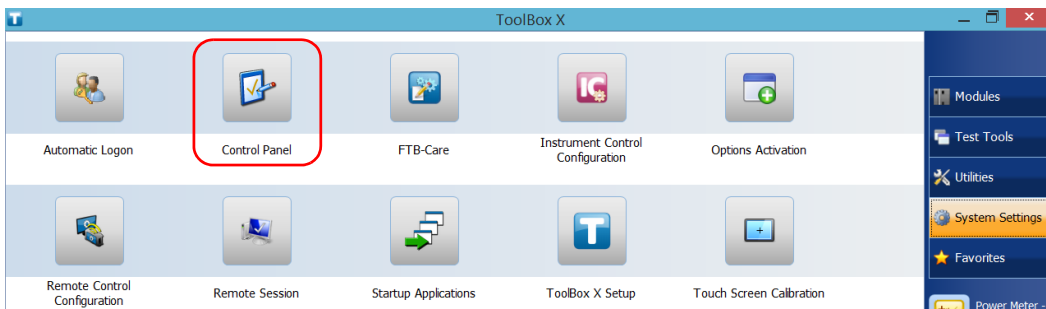 ToolBox X
Automatic Logon
Control Panel
FTB-Care
Instrument Control
Configuration
Options Activation
Remote Control
Configuration
Remote Session
Startup Applications
ToolBox X Setup
Touch Screen Calibration
Modules
Test Tools
Utilities
System Settings
Favorites
Power Meter -